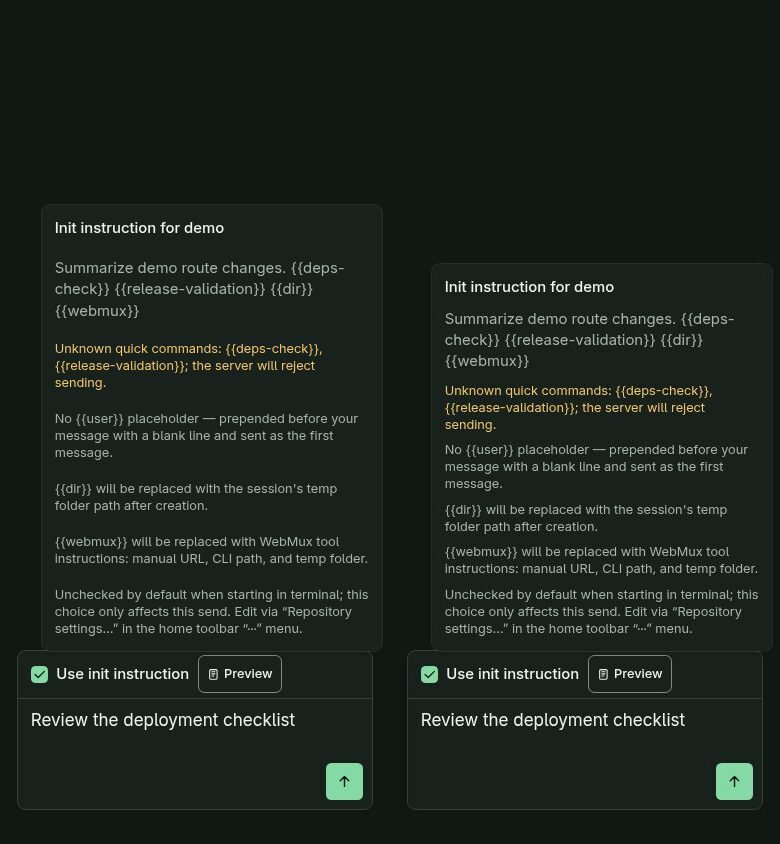 Init instruction for demo
Summarize demo route changes. {{deps-
check}} {{release-validation}} {{dir}}
{{webmux}}
Unknown quick commands: {{deps-check}},
{{release-validation}}; the server will reject
sending.
No {{user}} placeholder — prepended before your
message with a blank line and sent as the first
message.
{{dir}} will be replaced with the session's temp
folder path after creation.
{{webmux}} will be replaced with WebMux tool
instructions: manual URL, CLI path, and temp folder.
Unchecked by default when starting in terminal; this
choice only affects this send. Edit via “Repository
settings…” in the home toolbar “···” menu.
Use init instruction
Preview
Review the deployment checklist
Init instruction for demo
Summarize demo route changes. {{deps-
check}} {{release-validation}} {{dir}}
{{webmux}}
Unknown quick commands: {{deps-check}},
{{release-validation}}; the server will reject
sending.
No {{user}} placeholder — prepended before your
message with a blank line and sent as the first
message.
{{dir}} will be replaced with the session's temp
folder path after creation.
{{webmux}} will be replaced with WebMux tool
instructions: manual URL, CLI path, and temp folder.
Unchecked by default when starting in terminal; this
choice only affects this send. Edit via “Repository
settings…” in the home toolbar “···” menu.
Use init instruction
Preview
Review the deployment checklist